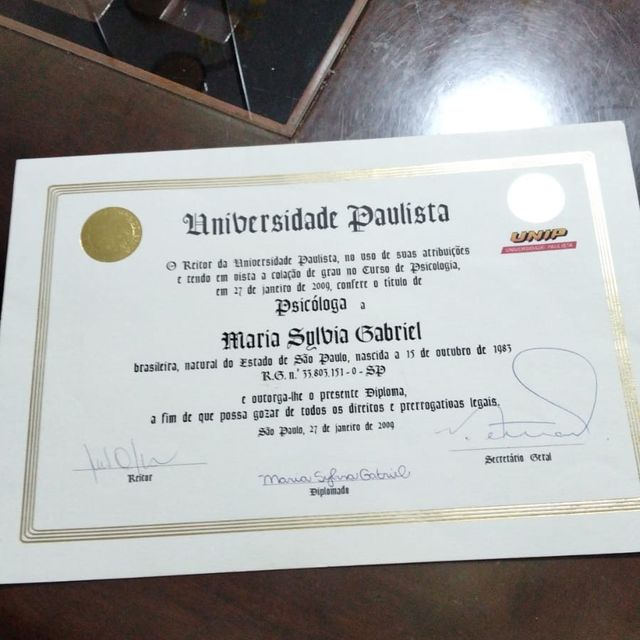 Universidade Paulista
UNIP
UNIVERSIDADE PAULISTA
O Reitor da Universidade Paulista, no uso de suas atribuições
e tendo em vista a colação de grau no Curso de Psicologia,
em 27 de janeiro de 2009, confere o título de
Psicóloga a
Maria Sylvia Gabriel
brasileira, natural do Estado de São Paulo, nascida a 15 de outubro de 1983
R.G. n.º 33.803.151-0-SP
e outorga-lhe o presente Diploma,
a fim de que possa gozar de todos os direitos e prerrogativas legais.
São Paulo, 27 de janeiro de 2009
Maria Sylvia Gabriel
Reitor
Diplomado
Secretário Geral